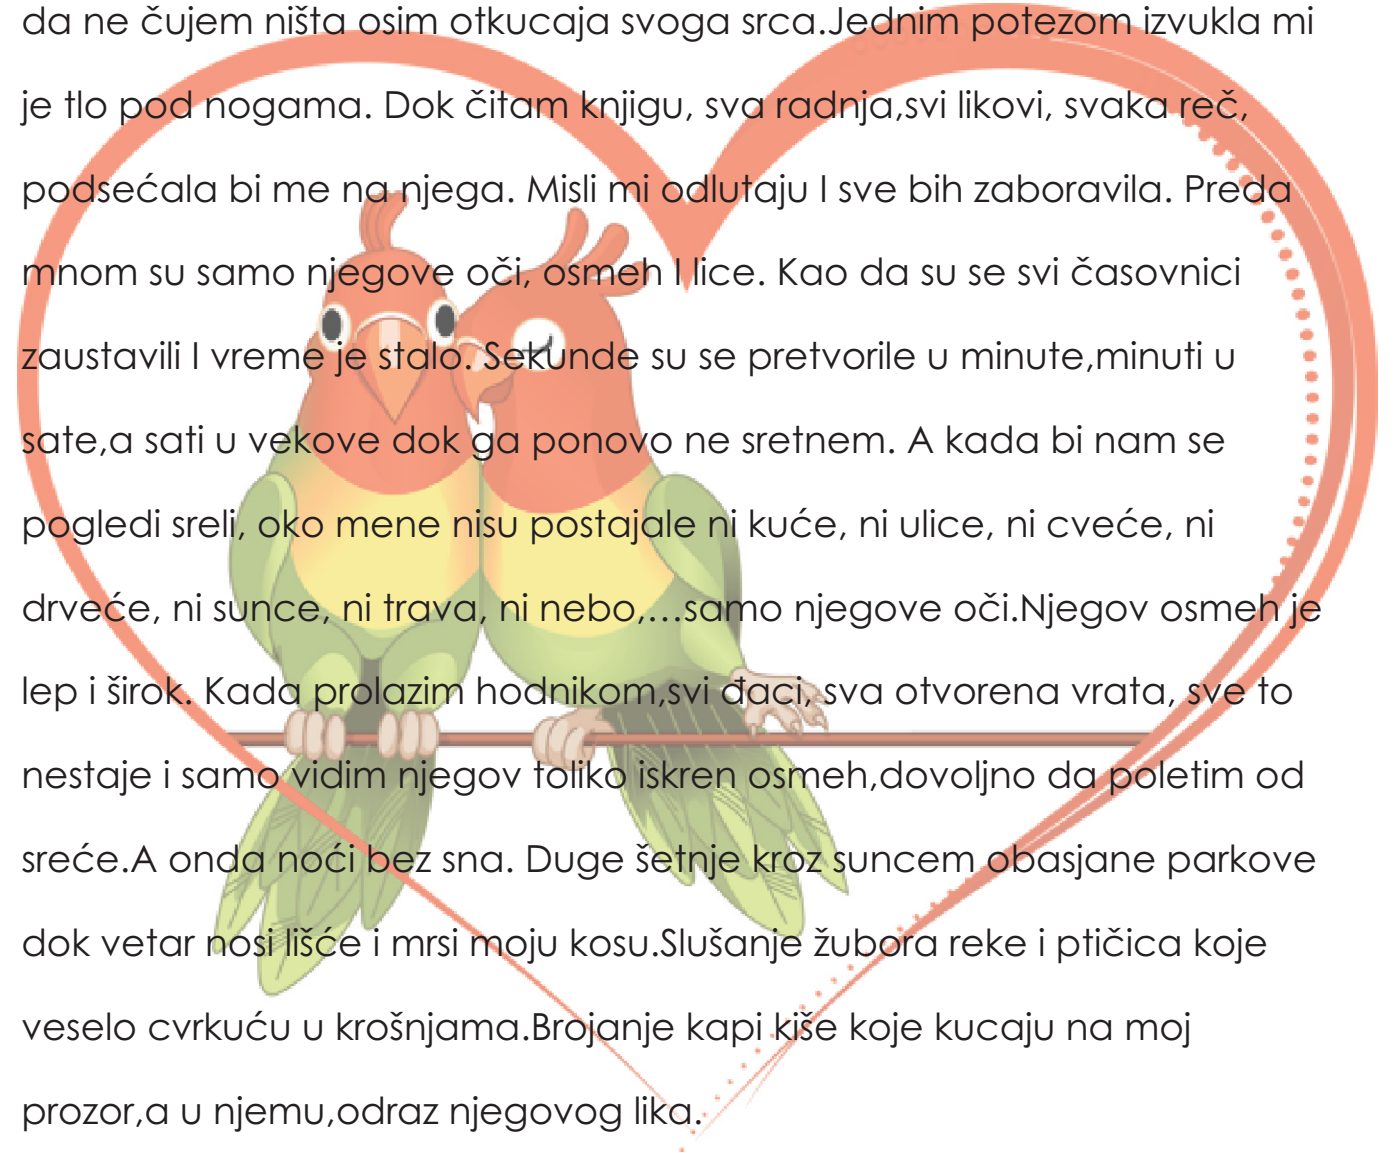 da ne čujem ništa osim otkucaja svoga srca.Jednim potezom izvukla mi
je tlo pod nogama. Dok čitam knjigu, sva radnja,svi likovi, svaka reč,
podsećala bi me na njega. Misli mi odlutaju I sve bih zaboravila. Preda
mnom su samo njegove oči, osmeh I lice. Kao da su se svi časovnici
zaustavili I vreme je stalo. Sekunde su se pretvorile u minute,minuti u
sate,a sati u vekove dok ga ponovo ne sretnem. A kada bi nam se
pogledi sreli, oko mene nisu postajale ni kuće, ni ulice, ni cveće, ni
drveće, ni sunce, ni trava, ni nebo,...samo njegove oči.Njegov osmeh je
lep i širok. Kada prolazim hodnikom,svi đaci, sva otvorena vrata, sve to
nestaje i samo vidim njegov toliko iskren osmeh,dovoljno da poletim od
sreće.A onda noći bez sna. Duge šetnje kroz suncem obasjane parkove
dok vetar nosi lišće i mrsi moju kosu.Slušanje žubora reke i ptičica koje
veselo cvrkuću u krošnjama.Brojanje kapi kiše koje kucaju na moj
prozor,a u njemu,odraz njegovog lika.